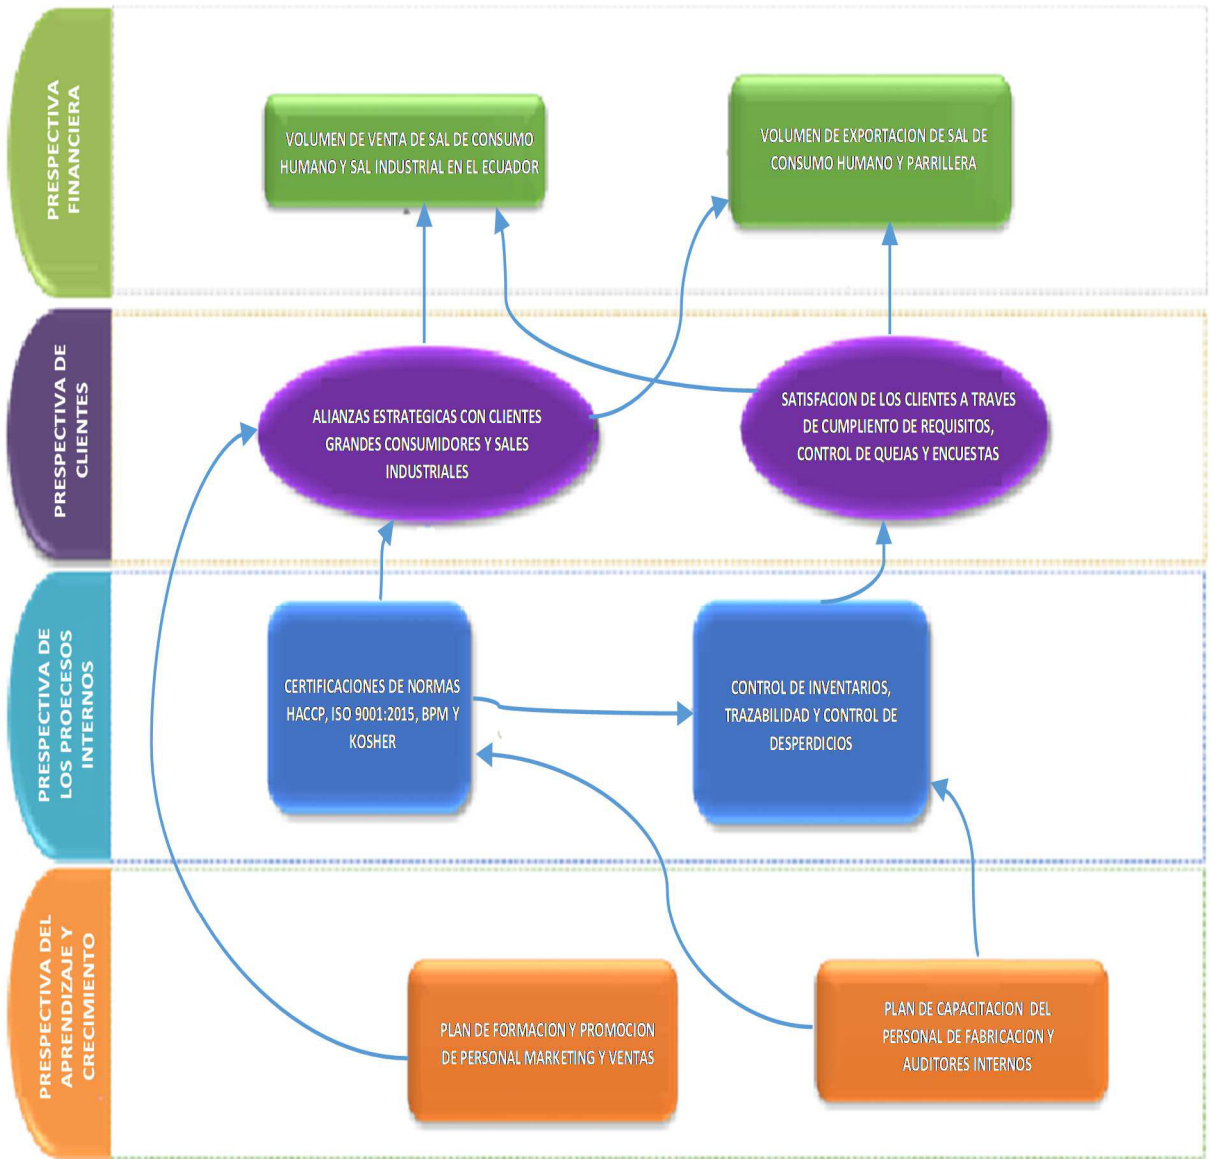 PRESPECTIVA
FINANCIERA
VOLUMEN DE VENTA DE SAL DE CONSUMO
HUMANO Y SAL INDUSTRIAL EN EL ECUADOR
VOLUMEN DE EXPORTACION DE SAL DE
CONSUMO HUMANO Y PARRILLERA
PRESPECTIVA DE
CLIENTES
ALIANZAS ESTRATEGICAS CON CLIENTES
GRANDES CONSUMIDORES Y SALES
INDUSTRIALES
SATISFACION DE LOS CLIENTES A TRAVES
DE CUMPLIENTO DE REQUISITOS,
CONTROL DE QUEJAS Y ENCUESTAS
PRESPECTIVA DE
LOS PROECESOS
INTERNOS
CERTIFICACIONES DE NORMAS
HACCP, ISO 9001:2015, BPM Y
KOSHER
CONTROL DE INVENTARIOS,
TRAZABILIDAD Y CONTROL DE
DESPERDICIOS
PRESPECTIVA DEL
APRENDIZAJE Y
CRECIMIENTO
PLAN DE FORMACION Y PROMOCION
DE PERSONAL MARKETING Y VENTAS
PLAN DE CAPACITACION DEL
PERSONAL DE FABRICACION Y
AUDITORES INTERNOS